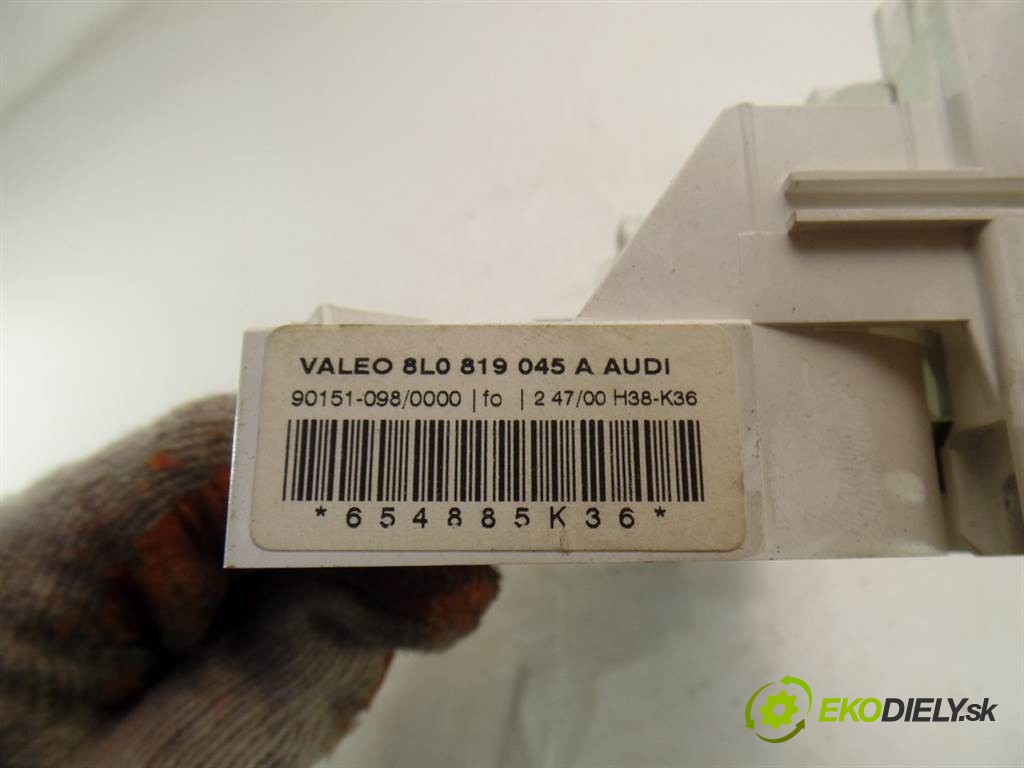 VALEO 8L0 819 045 A AUDI
90151-098/0000 | fo | 2 47/00 H38-K36
*654885K36*
EKODIELY.sk